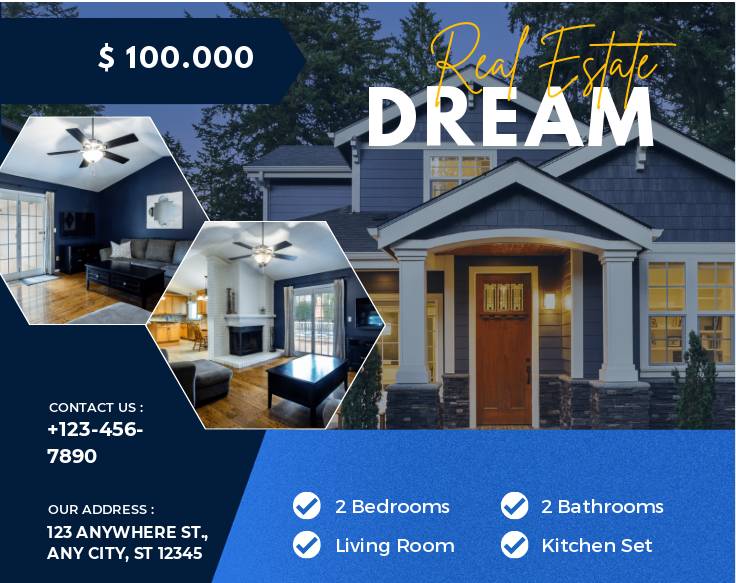 $ 100.000
Real Estate
DREAM
CONTACT US :
+123-456-
7890
OUR ADDRESS :
123 ANYWHERE ST.,
ANY CITY, ST 12345
2 Bedrooms
2 Bathrooms
Living Room
Kitchen Set